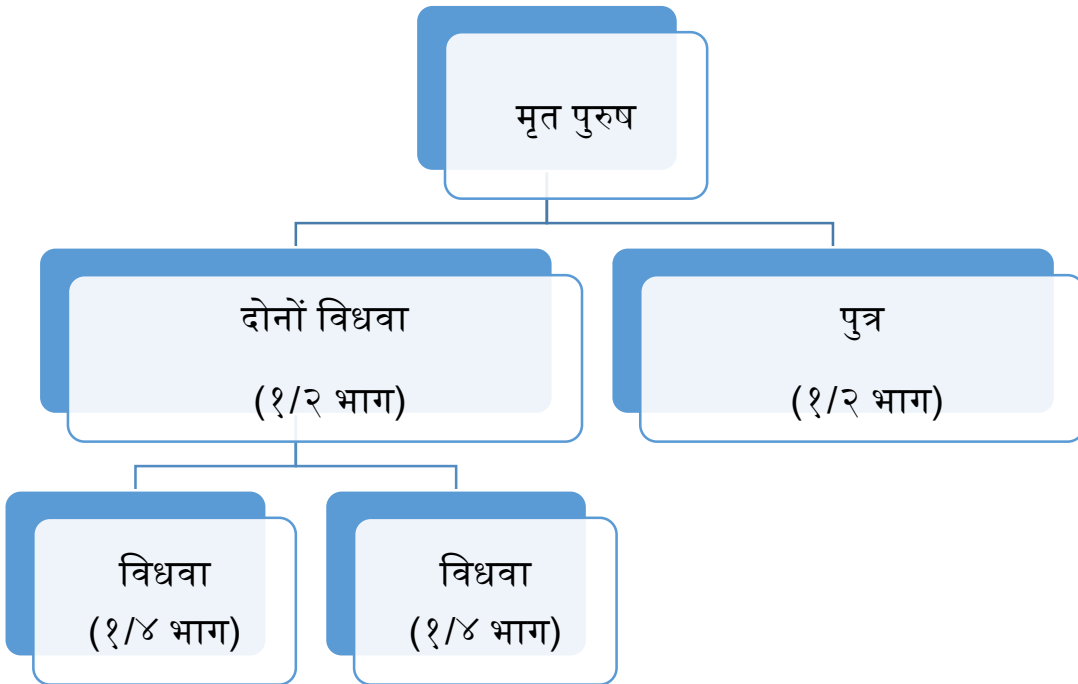 मृत पुरुष
दोनों विधवा
(१/२ भाग)
पुत्र
(१/२ भाग)
विधवा
(१/४ भाग)
विधवा
(१/४ भाग)